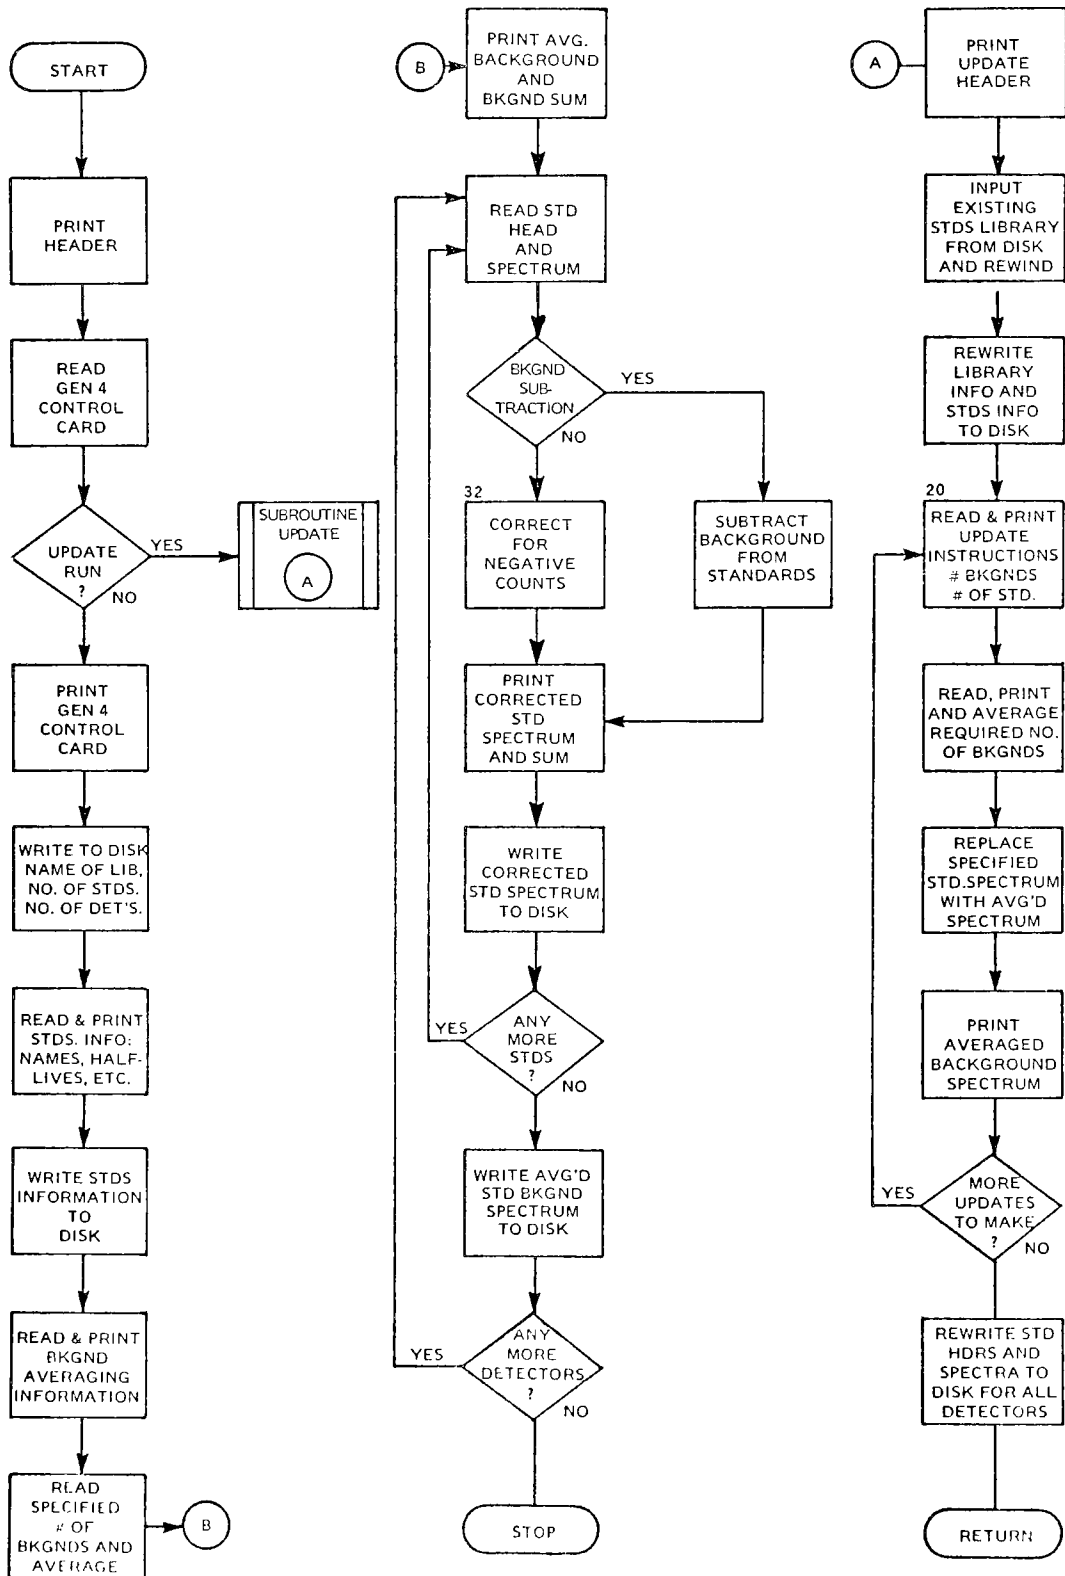 START
PRINT
HEADER
READ
GEN 4
CONTROL
CARD
UPDATE
RUN
?
YES
NO
SUBROUTINE
UPDATE
A
PRINT
GEN 4
CONTROL
CARD
WRITE TO DISK
NAME OF LIB,
NO. OF STDS.
NO. OF DET'S.
READ & PRINT
STDS. INFO:
NAMES, HALF-
LIVES, ETC.
WRITE STDS
INFORMATION
TO
DISK
READ & PRINT
BKGND
AVERAGING
INFORMATION
READ
SPECIFIED
# OF
BKGNDS AND
AVERAGE
B
B
PRINT AVG.
BACKGROUND
AND
BKGND SUM
READ STD
HEAD
AND
SPECTRUM
BKGND
SUB-
TRACTION
YES
NO
32
CORRECT
FOR
NEGATIVE
COUNTS
SUBTRACT
BACKGROUND
FROM
STANDARDS
PRINT
CORRECTED
STD
SPECTRUM
AND SUM
WRITE
CORRECTED
STD SPECTRUM
TO DISK
ANY
MORE
STDS
?
YES
NO
WRITE AVG'D
STD BKGND
SPECTRUM
TO DISK
ANY
MORE
DETECTORS
?
YES
NO
STOP
A
PRINT
UPDATE
HEADER
INPUT
EXISTING
STDS LIBRARY
FROM DISK
AND REWIND
REWRITE
LIBRARY
INFO AND
STDS INFO
TO DISK
20
READ & PRINT
UPDATE
INSTRUCTIONS
# BKGNDS
# OF STD.
READ, PRINT
AND AVERAGE
REQUIRED NO.
OF BKGNDS
REPLACE
SPECIFIED
STD.SPECTRUM
WITH AVG'D
SPECTRUM
PRINT
AVERAGED
BACKGROUND
SPECTRUM
MORE
UPDATES
TO MAKE
?
YES
NO
REWRITE STD
HDRS AND
SPECTRA TO
DISK FOR ALL
DETECTORS
RETURN